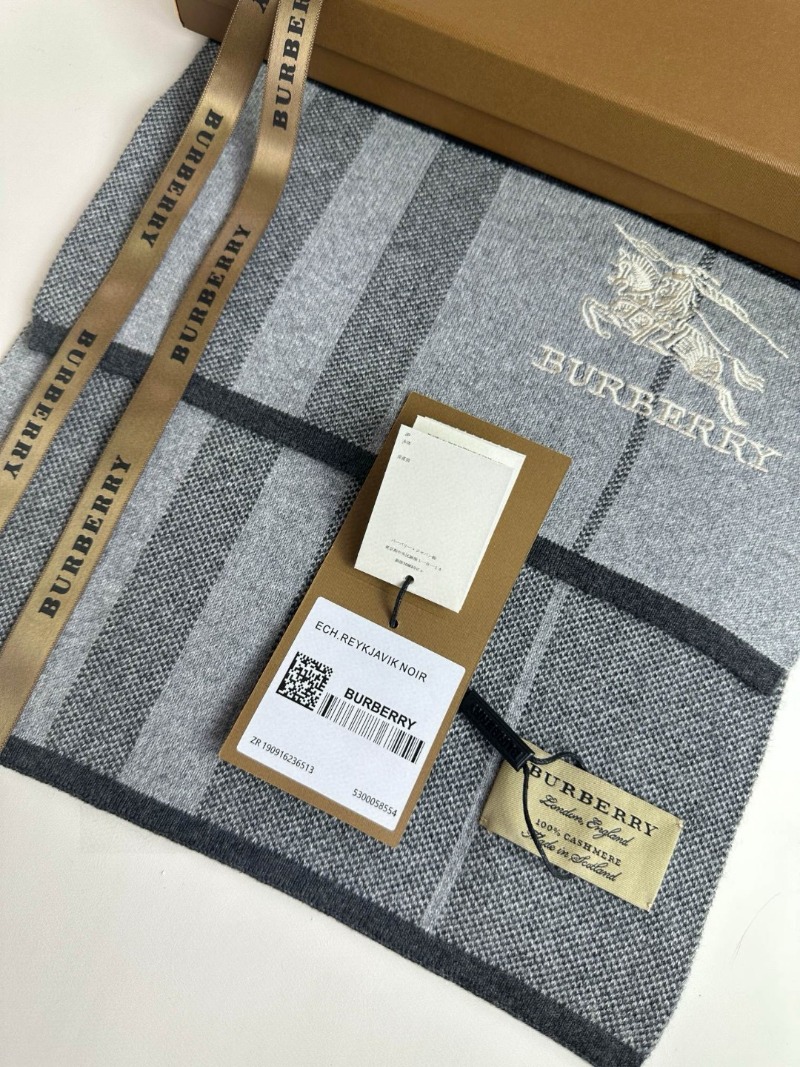 BURBERRY
BURBERRY
BURBERRY
BURBERRY
BURBERRY
BURBERRY
BURBERRY
ECH.REYKJAVIK NOIR
BURBERRY
ZR 190916236513
5300058554
BURBERRY
London, England
100% CASHMERE
Made in Scotland